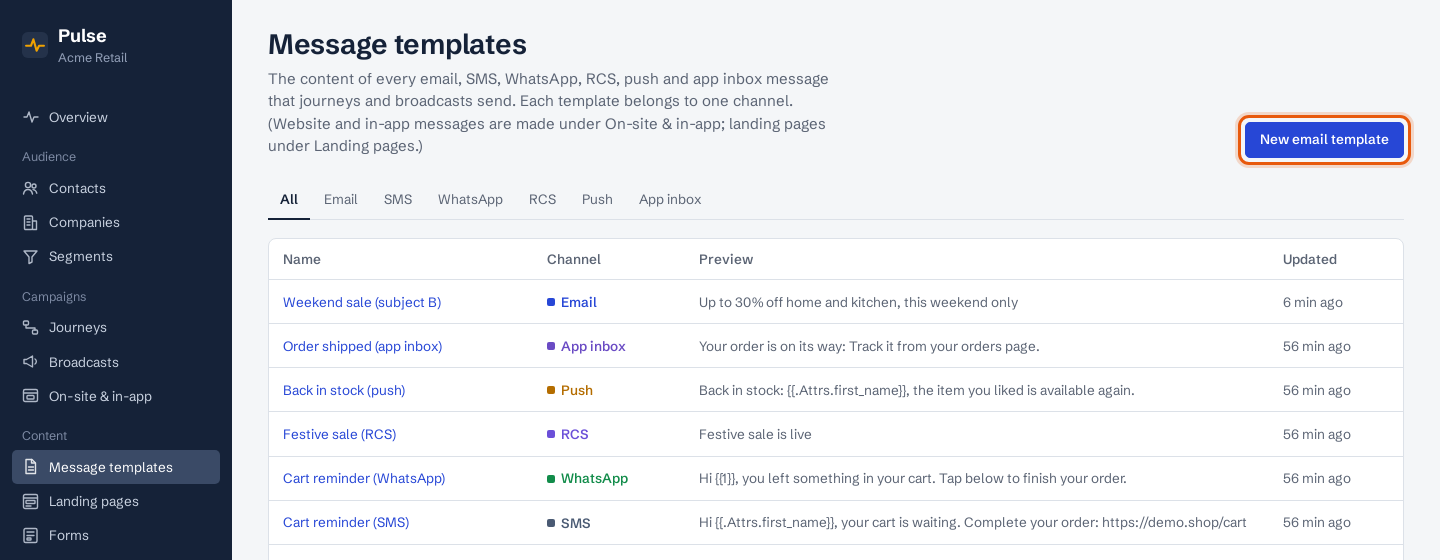 Pulse
Acme Retail
Overview
Audience
Contacts
Companies
Segments
Campaigns
Journeys
Broadcasts
On-site & in-app
Content
Message templates
Landing pages
Forms
Message templates
The content of every email, SMS, WhatsApp, RCS, push and app inbox message
that journeys and broadcasts send. Each template belongs to one channel.
(Website and in-app messages are made under On-site & in-app; landing pages
under Landing pages.)
New email template
All Email SMS WhatsApp RCS Push App inbox
Name Channel Preview Updated
Weekend sale (subject B) Email Up to 30% off home and kitchen, this weekend only 6 min ago
Order shipped (app inbox) App inbox Your order is on its way: Track it from your orders page. 56 min ago
Back in stock (push) Push Back in stock: {{.Attrs.first_name}}, the item you liked is available again. 56 min ago
Festive sale (RCS) RCS Festive sale is live 56 min ago
Cart reminder (WhatsApp) WhatsApp Hi {{1}}, you left something in your cart. Tap below to finish your order. 56 min ago
Cart reminder (SMS) SMS Hi {{.Attrs.first_name}}, your cart is waiting. Complete your order: https://demo.shop/cart 56 min ago